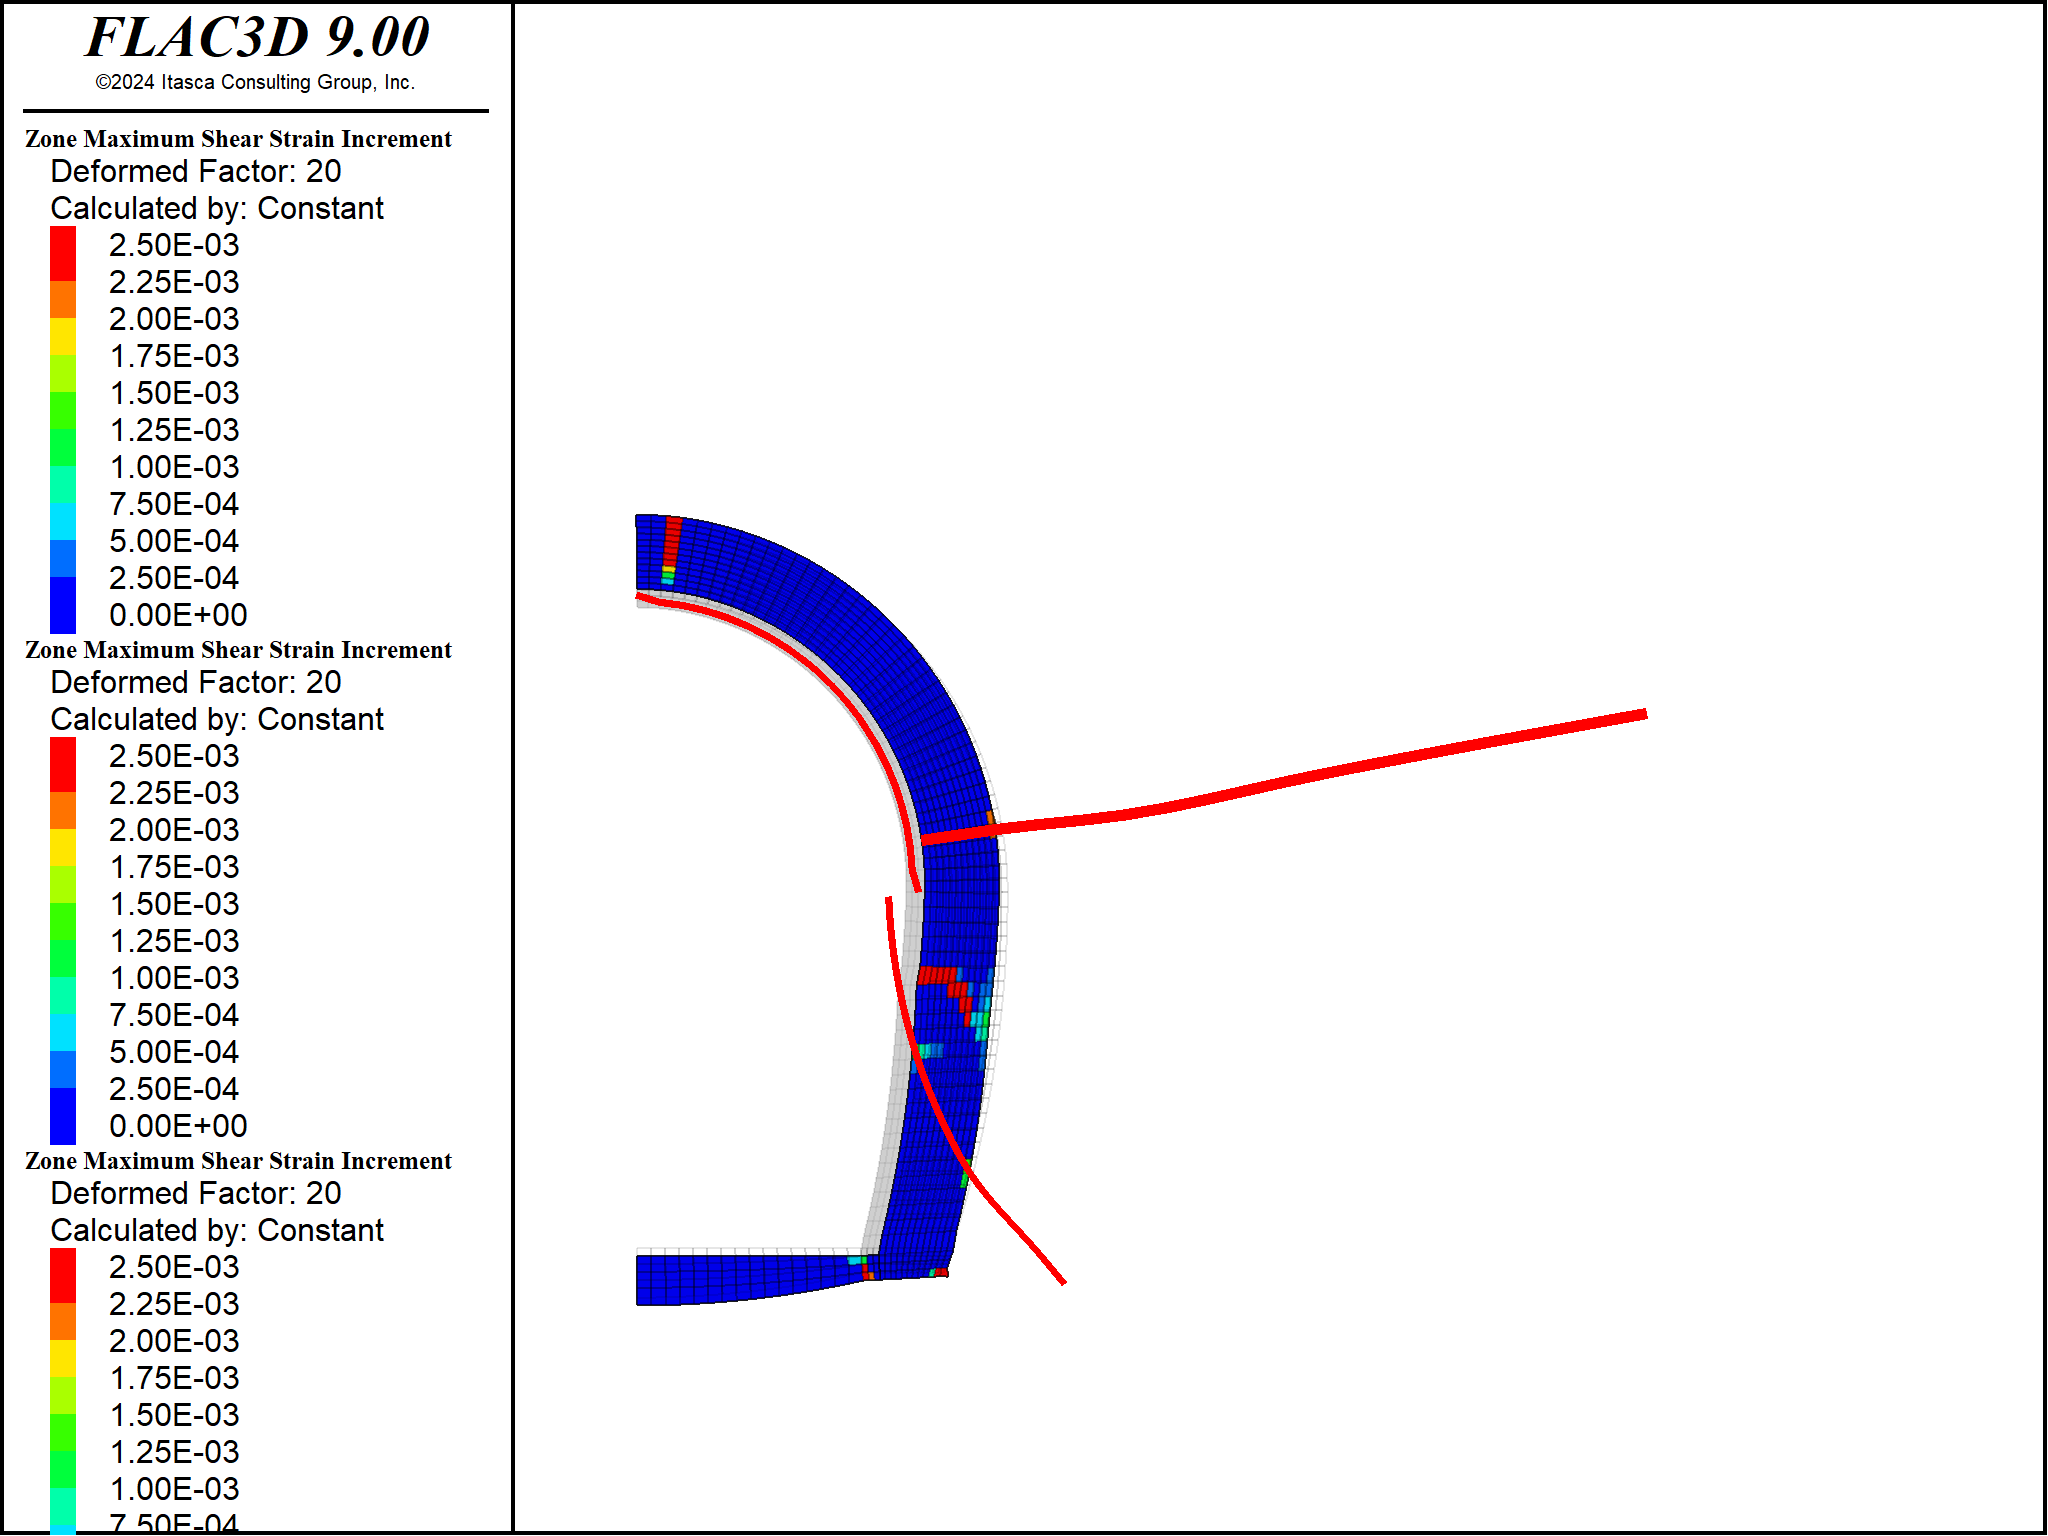 FLAC3D 9.00
©2024 Itasca Consulting Group, Inc.
Zone Maximum Shear Strain Increment
Deformed Factor: 20
Calculated by: Constant
2.50E-03
2.25E-03
2.00E-03
1.75E-03
1.50E-03
1.25E-03
1.00E-03
7.50E-04
5.00E-04
2.50E-04
0.00E+00
Zone Maximum Shear Strain Increment
Deformed Factor: 20
Calculated by: Constant
2.50E-03
2.25E-03
2.00E-03
1.75E-03
1.50E-03
1.25E-03
1.00E-03
7.50E-04
5.00E-04
2.50E-04
0.00E+00
Zone Maximum Shear Strain Increment
Deformed Factor: 20
Calculated by: Constant
2.50E-03
2.25E-03
2.00E-03
1.75E-03
1.50E-03
1.25E-03
1.00E-03
7.50E-04